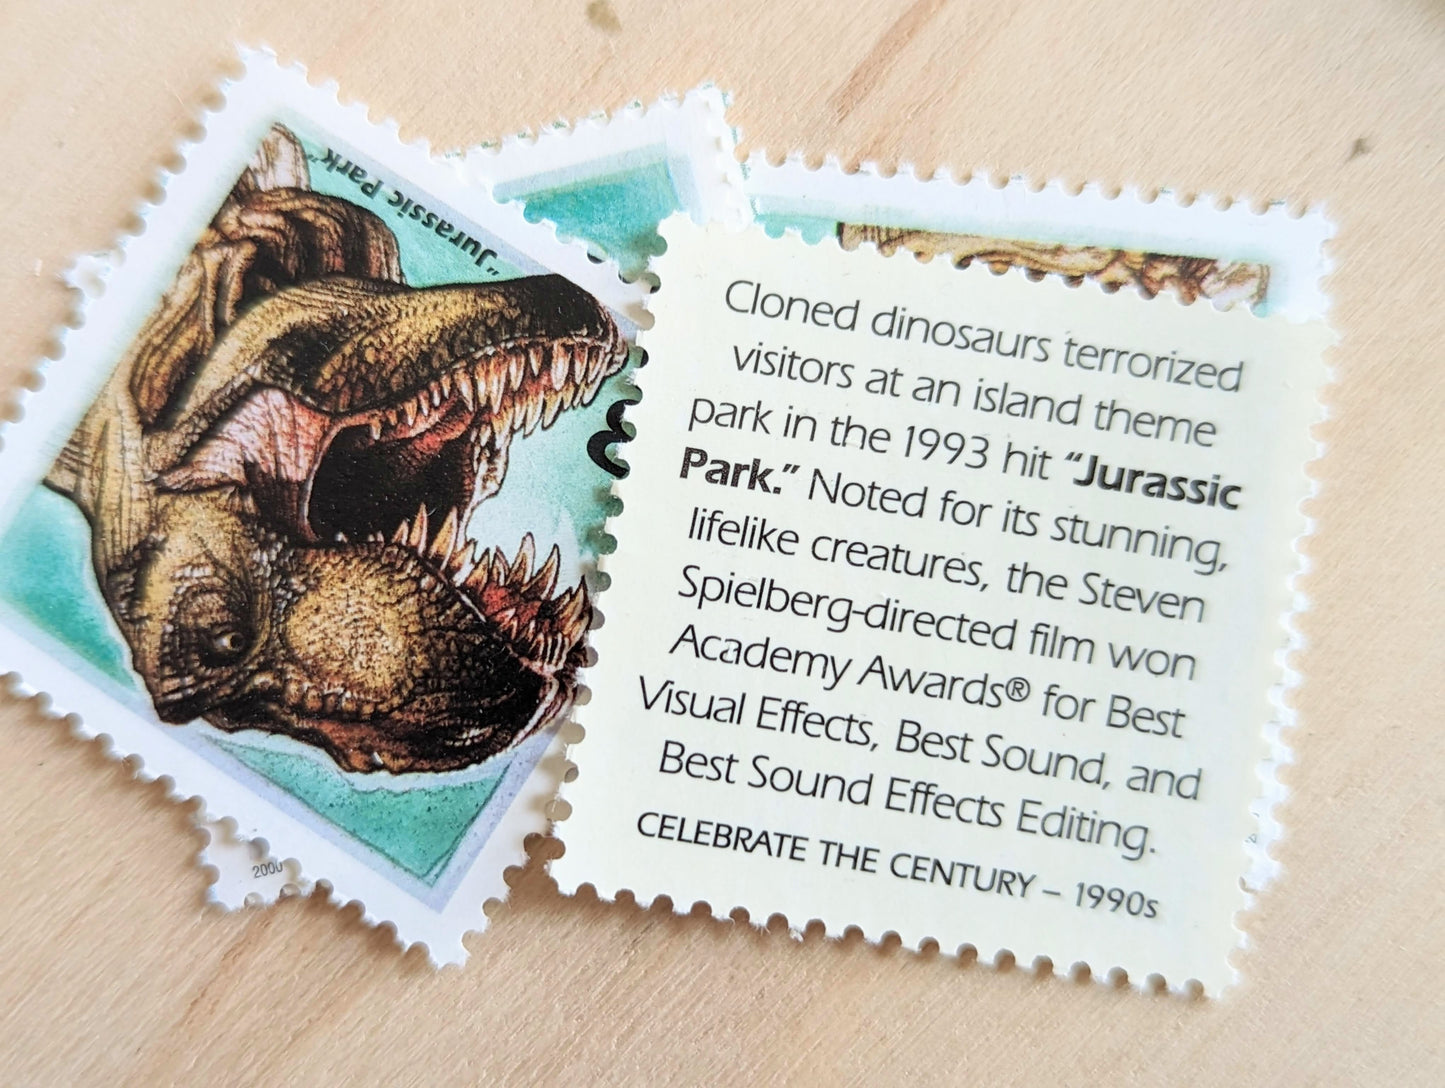 "Jurassic Park"
Cloned dinosaurs terrorized
visitors at an island theme
park in the 1993 hit “Jurassic
Park.” Noted for its stunning,
lifelike creatures, the Steven
Spielberg-directed film won
Academy Awards® for Best
Visual Effects, Best Sound, and
Best Sound Effects Editing.
CELEBRATE THE CENTURY – 1990s
2000